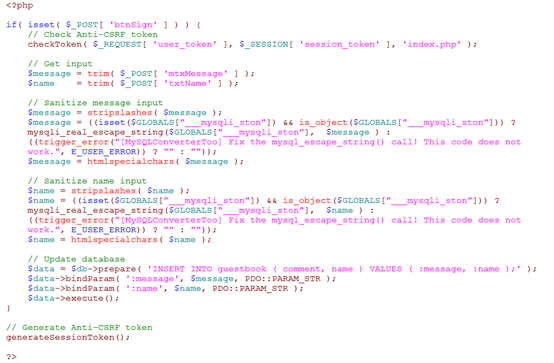 <?php

if( isset( $_POST[ 'btnSign' ] ) ) {
    // Check Anti-CSRF token
    checkToken( $_REQUEST[ 'user_token' ], $_SESSION[ 'session_token' ], 'index.php' );

    // Get input
    $message = trim( $_POST[ 'mtxMessage' ] );
    $name    = trim( $_POST[ 'txtName' ] );

    // Sanitize message input
    $message = stripslashes( $message );
    $message = ((isset($GLOBALS["___mysqli_ston"]) && is_object($GLOBALS["___mysqli_ston"])) ?
    mysqli_real_escape_string($GLOBALS["___mysqli_ston"],  $message ) :
    ((trigger_error("[MySQLConverterToo] Fix the mysql_escape_string() call! This code does not
    work.", E_USER_ERROR)) ? "" : ""));
    $message = htmlspecialchars( $message );

    // Sanitize name input
    $name = stripslashes( $name );
    $name = ((isset($GLOBALS["___mysqli_ston"]) && is_object($GLOBALS["___mysqli_ston"])) ?
    mysqli_real_escape_string($GLOBALS["___mysqli_ston"],  $name ) :
    ((trigger_error("[MySQLConverterToo] Fix the mysql_escape_string() call! This code does not
    work.", E_USER_ERROR)) ? "" : ""));
    $name = htmlspecialchars( $name );

    // Update database
    $data = $db->prepare( 'INSERT INTO guestbook ( comment, name ) VALUES ( :message, :name );' );
    $data->bindParam( ':message', $message, PDO::PARAM_STR );
    $data->bindParam( ':name', $name, PDO::PARAM_STR );
    $data->execute();
}

// Generate Anti-CSRF token
generateSessionToken();

?>